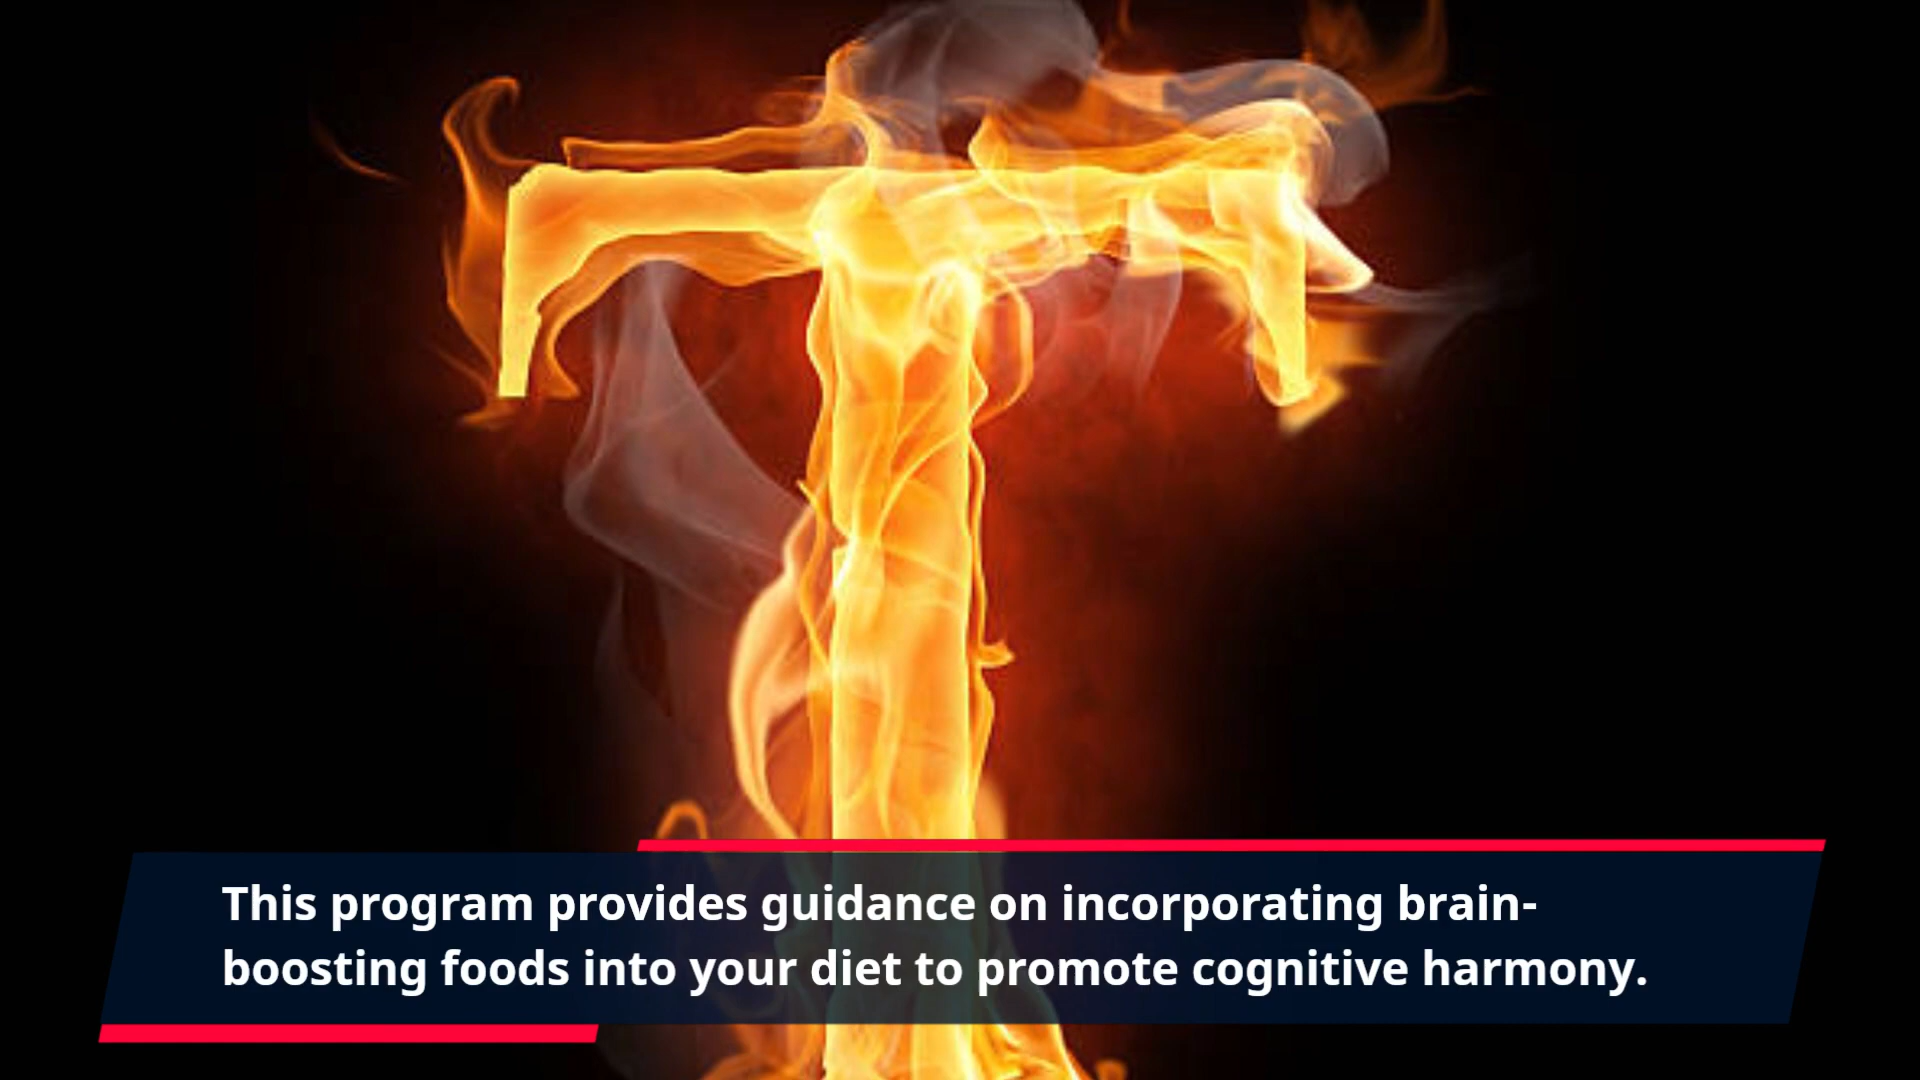 T
This program provides guidance on incorporating brain-
boosting foods into your diet to promote cognitive harmony.